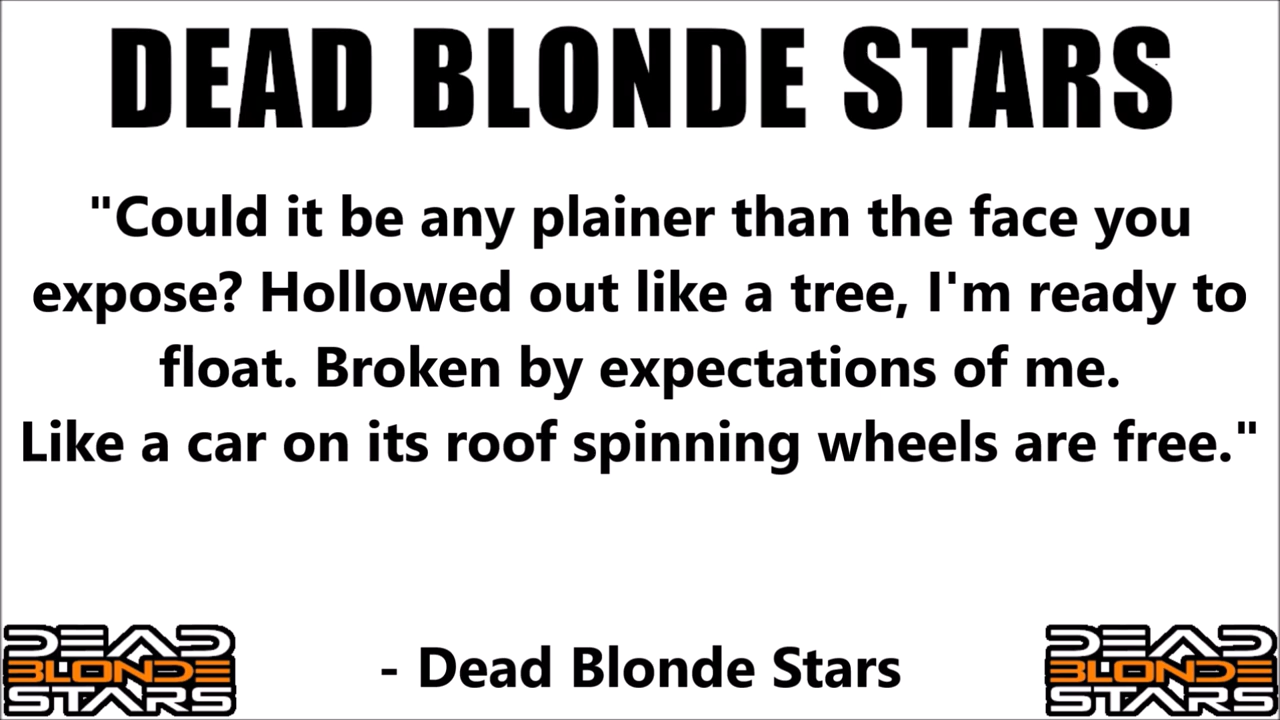 DEAD BLONDE STARS
"Could it be any plainer than the face you
expose? Hollowed out like a tree, I'm ready to
float. Broken by expectations of me.
Like a car on its roof spinning wheels are free."
DEAD
BLONDE
STARS
- Dead Blonde Stars
DEAD
BLONDE
STARS